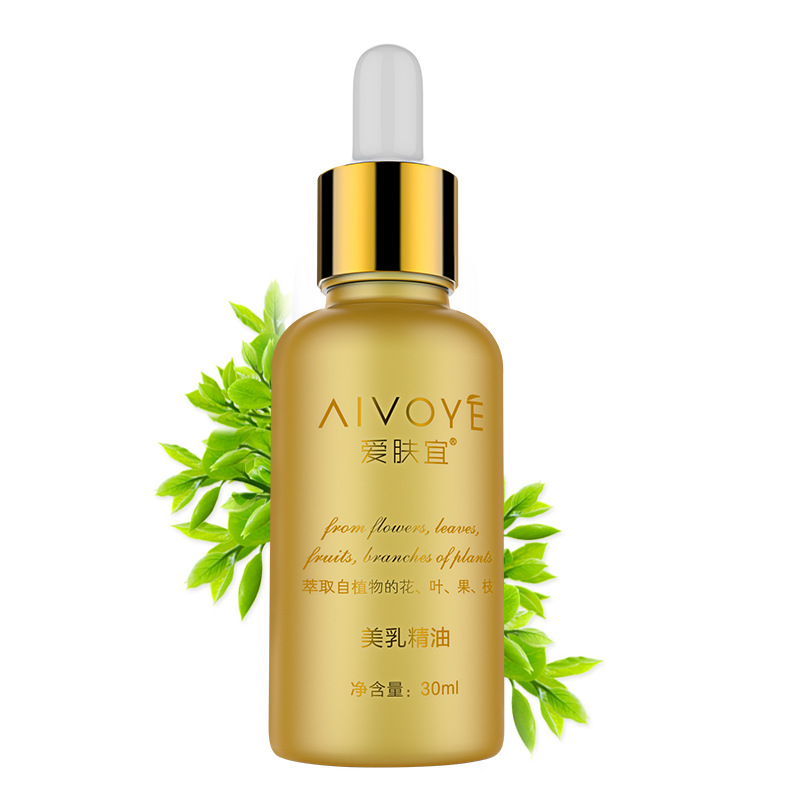 AIVOYE
爱肤宜®
from flowers, leaves,
fruits, branches of plants
萃取自植物的花、叶、果、枝
美乳精油
净含量：30ml